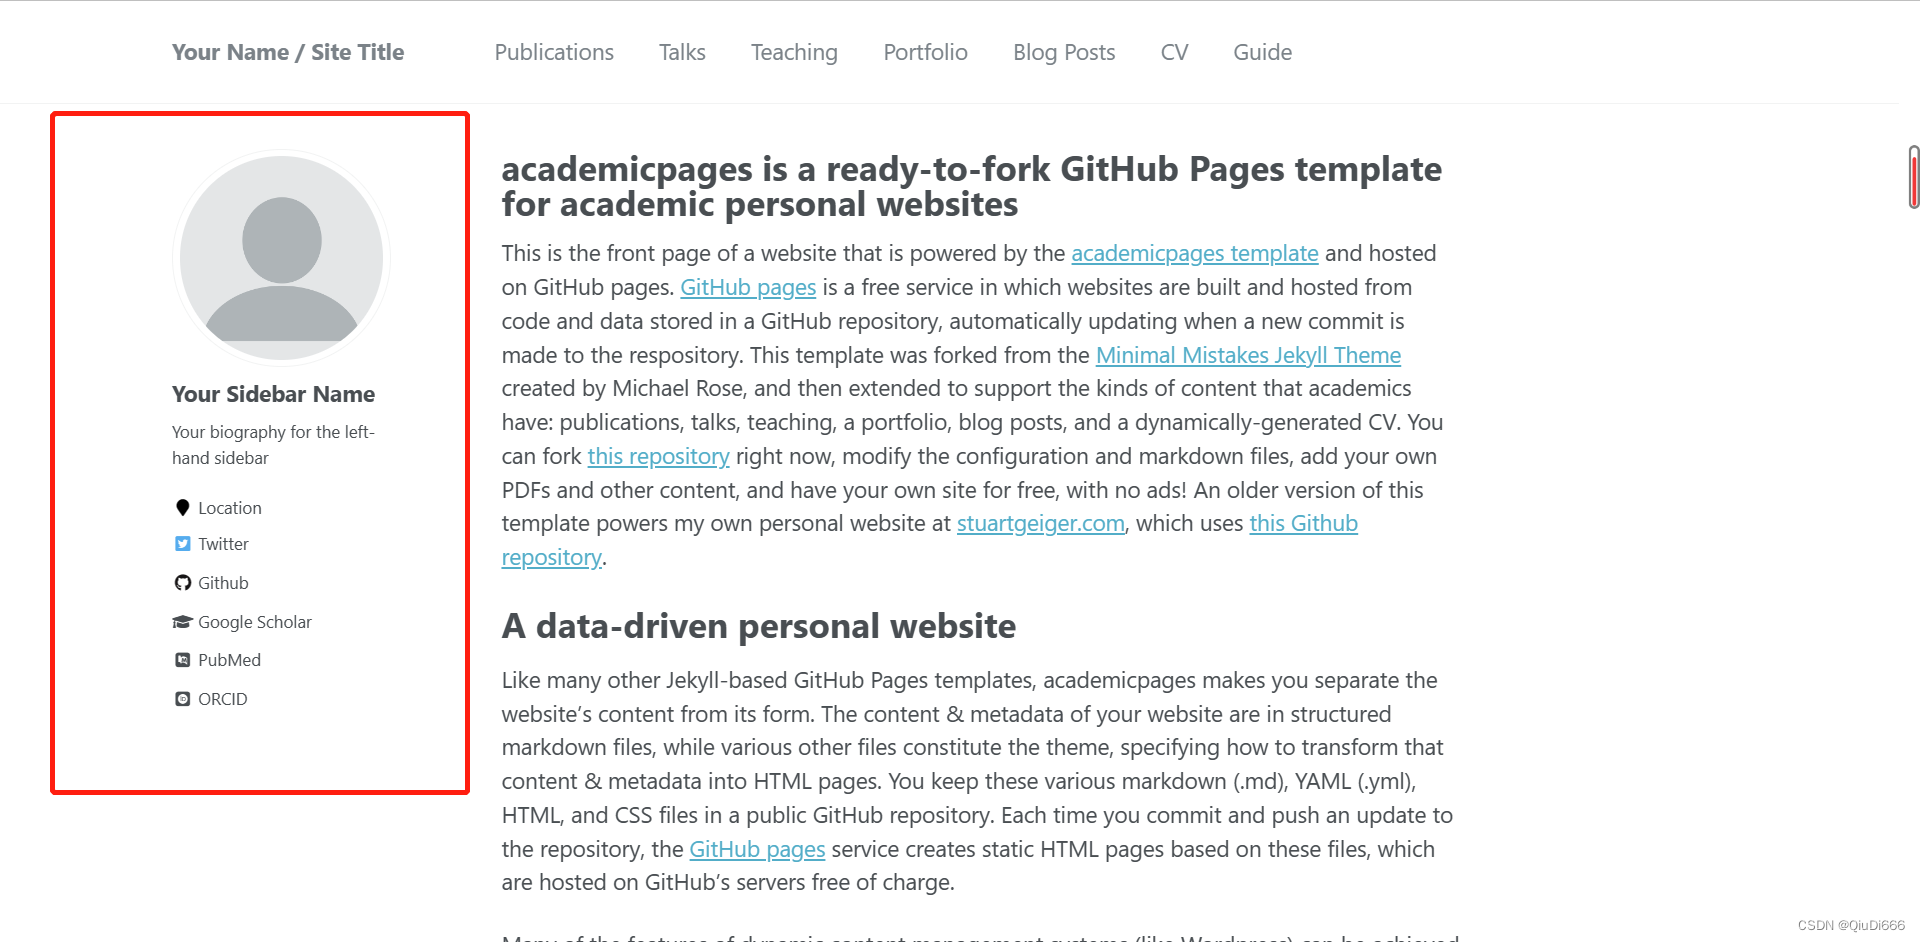 Your Name / Site Title Publications Talks Teaching Portfolio Blog Posts CV Guide
Your Sidebar Name
Your biography for the left-
hand sidebar
Location
Twitter
Github
Google Scholar
PubMed
ORCID
academicpages is a ready-to-fork GitHub Pages template
for academic personal websites
This is the front page of a website that is powered by the academicpages template and hosted
on GitHub pages. GitHub pages is a free service in which websites are built and hosted from
code and data stored in a GitHub repository, automatically updating when a new commit is
made to the respository. This template was forked from the Minimal Mistakes Jekyll Theme
created by Michael Rose, and then extended to support the kinds of content that academics
have: publications, talks, teaching, a portfolio, blog posts, and a dynamically-generated CV. You
can fork this repository right now, modify the configuration and markdown files, add your own
PDFs and other content, and have your own site for free, with no ads! An older version of this
template powers my own personal website at stuartgeiger.com, which uses this Github
repository.
A data-driven personal website
Like many other Jekyll-based GitHub Pages templates, academicpages makes you separate the
website’s content from its form. The content & metadata of your website are in structured
markdown files, while various other files constitute the theme, specifying how to transform that
content & metadata into HTML pages. You keep these various markdown (.md), YAML (.yml),
HTML, and CSS files in a public GitHub repository. Each time you commit and push an update to
the repository, the GitHub pages service creates static HTML pages based on these files, which
are hosted on GitHub’s servers free of charge.
Many of the features of dynamic content management systems (like Wordpress) can be achieved
CSDN @QiuDi666